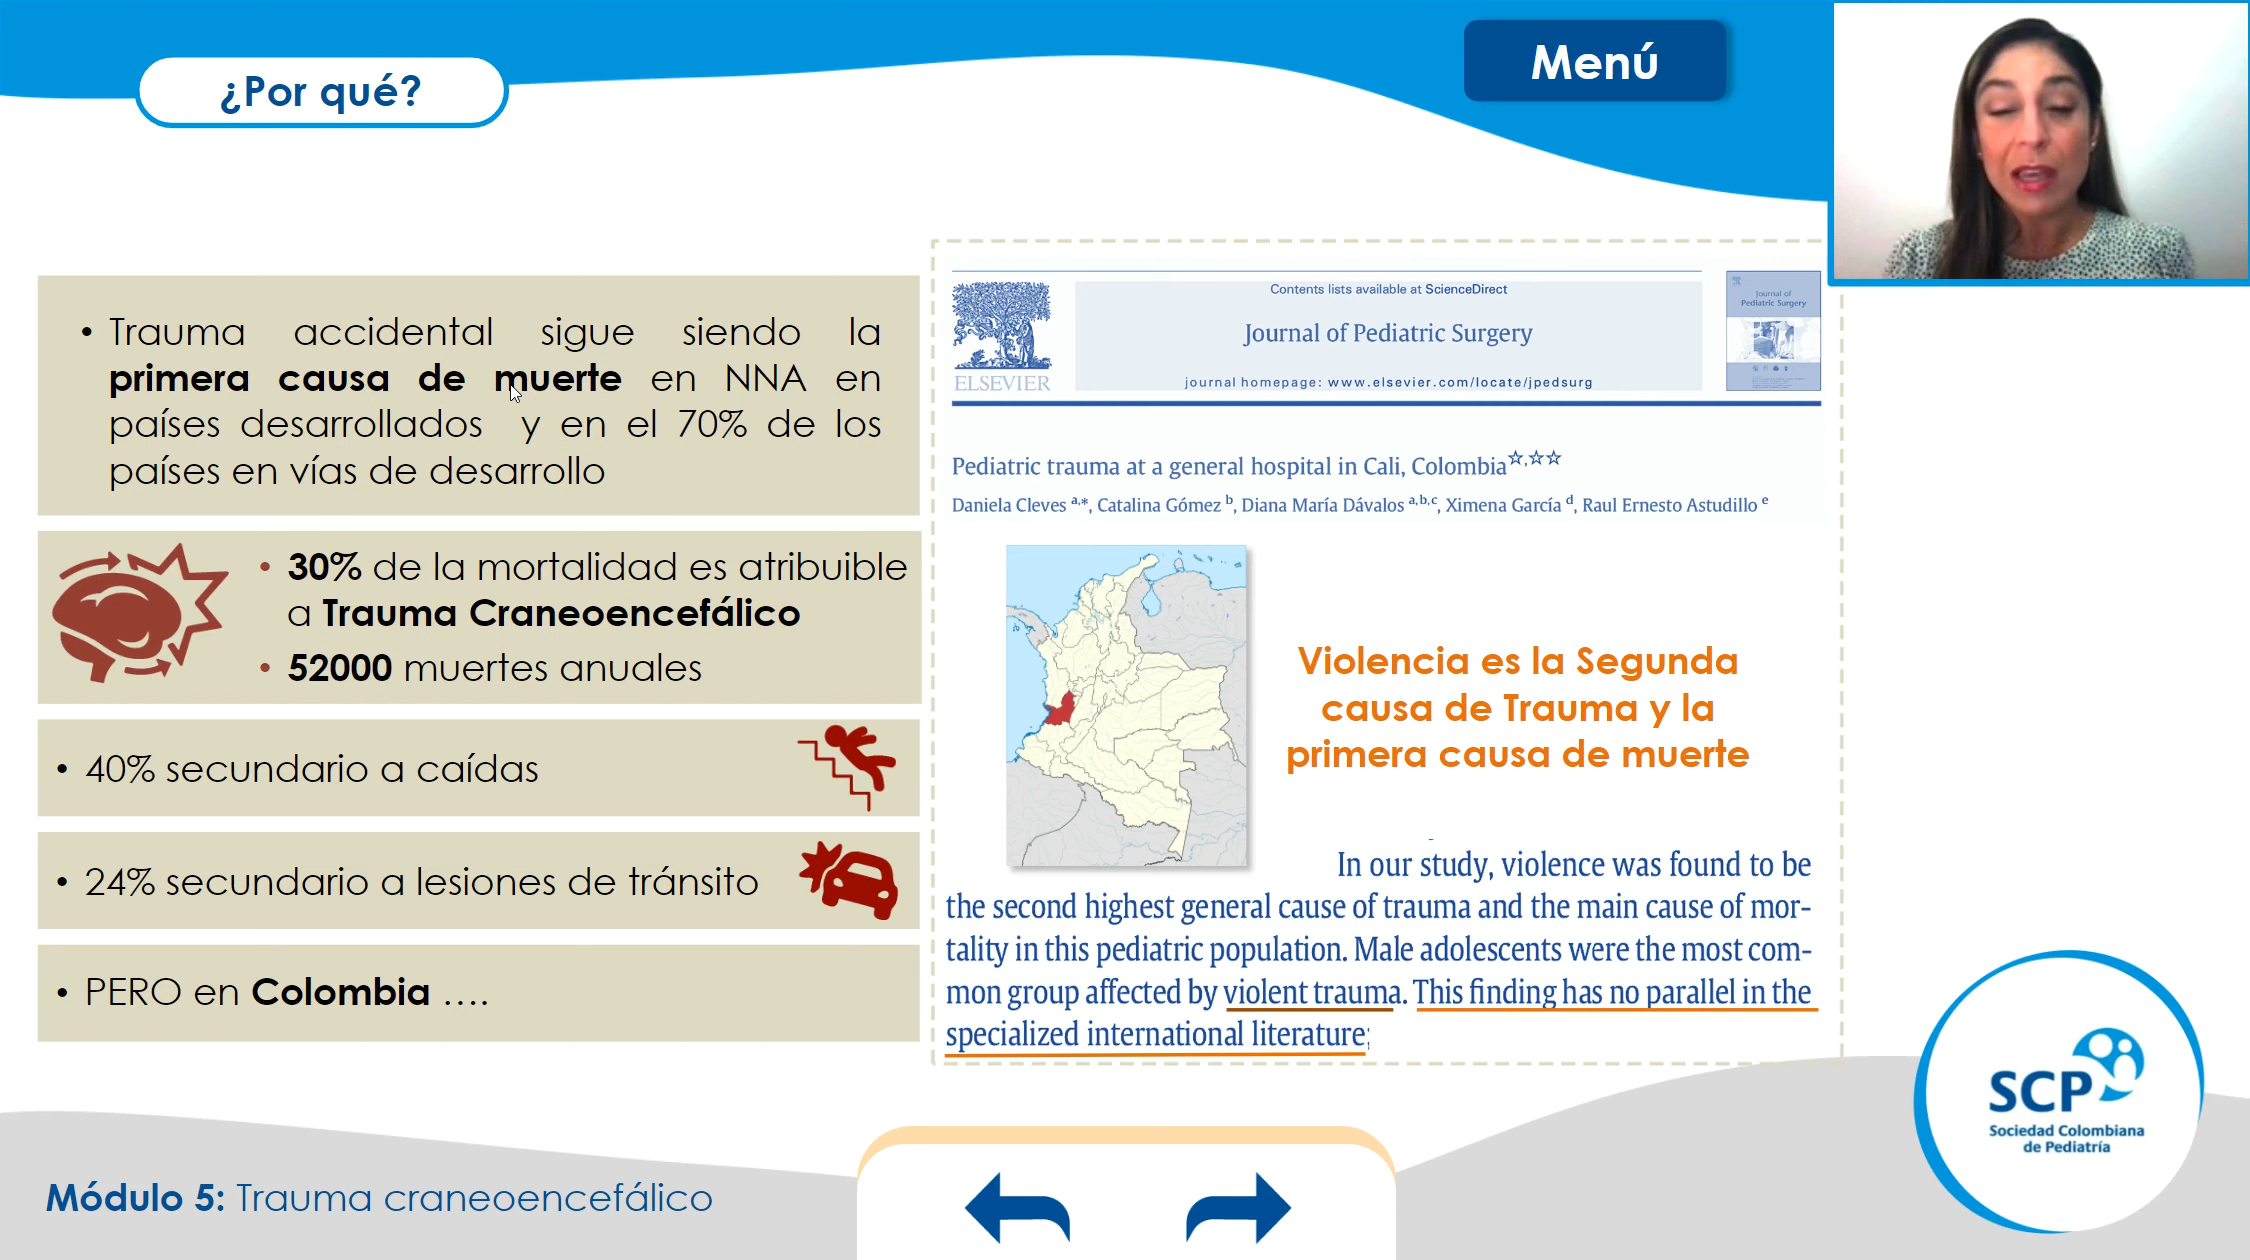 ¿Por qué?
Menú
• Trauma accidental sigue siendo la
primera causa de muerte en NNA en
países desarrollados y en el 70% de los
países en vías de desarrollo
• 30% de la mortalidad es atribuible
a Trauma Craneoencefálico
• 52000 muertes anuales
• 40% secundario a caídas
• 24% secundario a lesiones de tránsito
• PERO en Colombia ....
ELSEVIER
Contents lists available at ScienceDirect
Journal of Pediatric Surgery
journal homepage: www.elsevier.com/locate/jpedsurg
Journal of
Pediatric Surgery
Pediatric trauma at a general hospital in Cali, Colombia☆,☆☆
Daniela Cleves a,*, Catalina Gómez b, Diana María Dávalos a,b,c, Ximena García d, Raul Ernesto Astudillo e
Violencia es la Segunda
causa de Trauma y la
primera causa de muerte
In our study, violence was found to be
the second highest general cause of trauma and the main cause of mor-
tality in this pediatric population. Male adolescents were the most com-
mon group affected by violent trauma. This finding has no parallel in the
specialized international literature;
Módulo 5: Trauma craneoencefálico
SCP
Sociedad Colombiana
de Pediatría